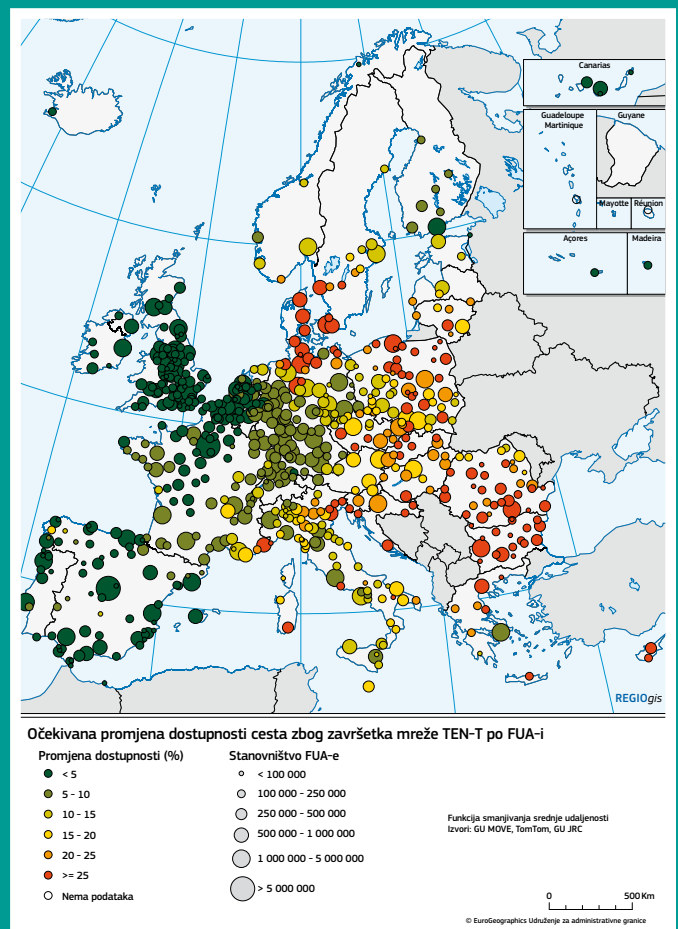 Canarias
Guadeloupe
Martinique
Guyane
Mayotte
Réunion
Açores
Madeira
REGIOgis
Očekivana promjena dostupnosti cesta zbog završetka mreže TEN-T po FUA-i
Promjena dostupnosti (%)
< 5
5 - 10
10 - 15
15 - 20
20 - 25
>= 25
Nema podataka
Stanovništvo FUA-e
< 100 000
100 000 - 250 000
250 000 - 500 000
500 000 - 1 000 000
1 000 000 - 5 000 000
> 5 000 000
Funkcija smanjivanja srednje udaljenosti
Izvori: GU MOVE, TomTom, GU JRC
0 500 Km
© EuroGeographics Udruženje za administrativne granice